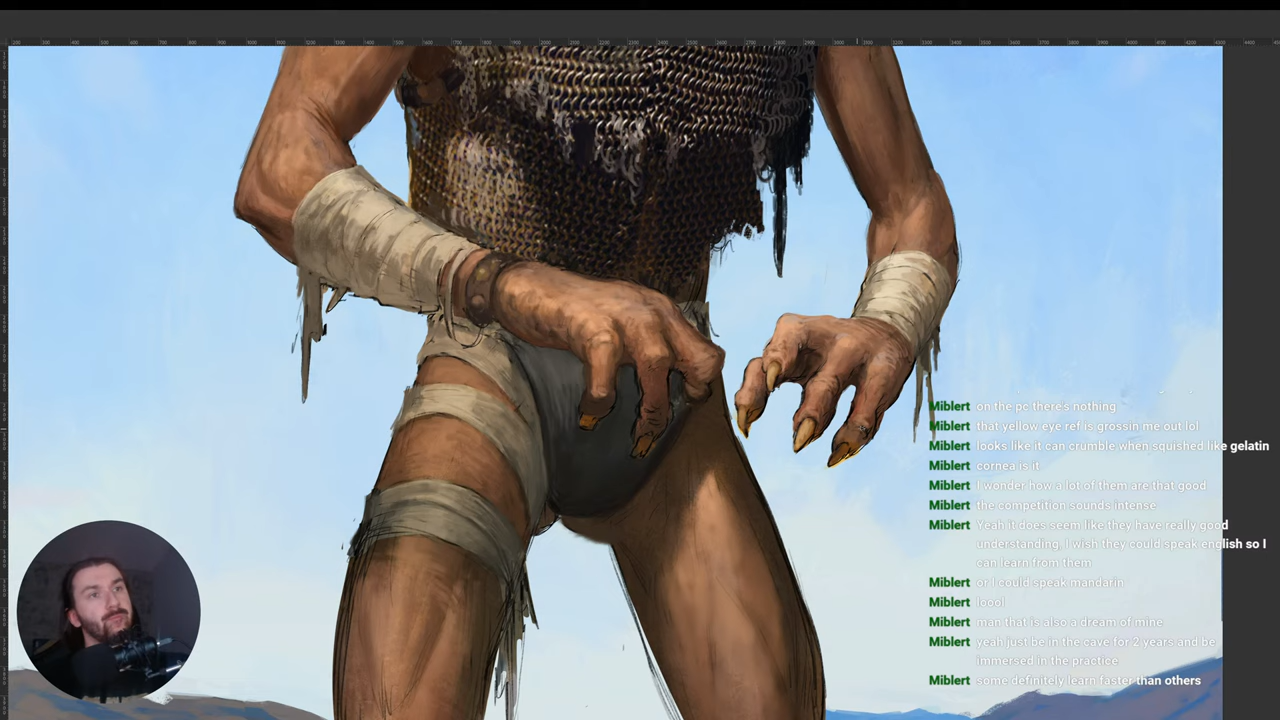 Miblert on the pc there's nothing
Miblert that yellow eye ref is grossin me out lol
Miblert looks like it can crumble when squished like gelatin
Miblert cornea is it
Miblert I wonder how a lot of them are that good
Miblert the competition sounds intense
Miblert Yeah it does seem like they have really good
understanding, I wish they could speak english so I
can learn from them
Miblert or I could speak mandarin
Miblert loool
Miblert man that is also a dream of mine
Miblert yeah just be in the cave for 2 years and be
immersed in the practice
Miblert some definitely learn faster than others